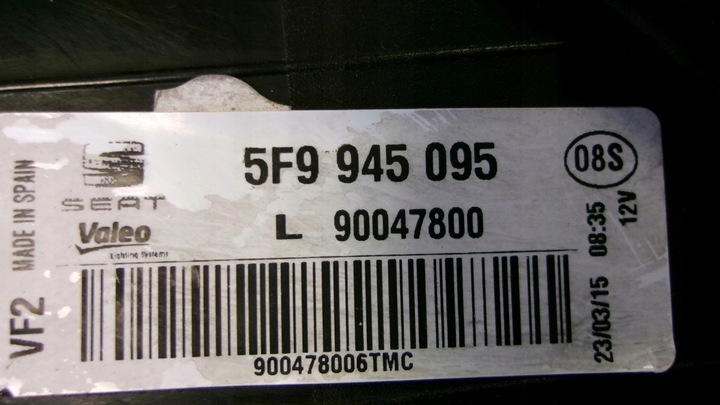 VF2 MADE IN SPAIN
SEAT
Valeo
Lighting Systems
5F9 945 095
L 90047800
08S
23/03/15 08:35
12V
900478006TMC